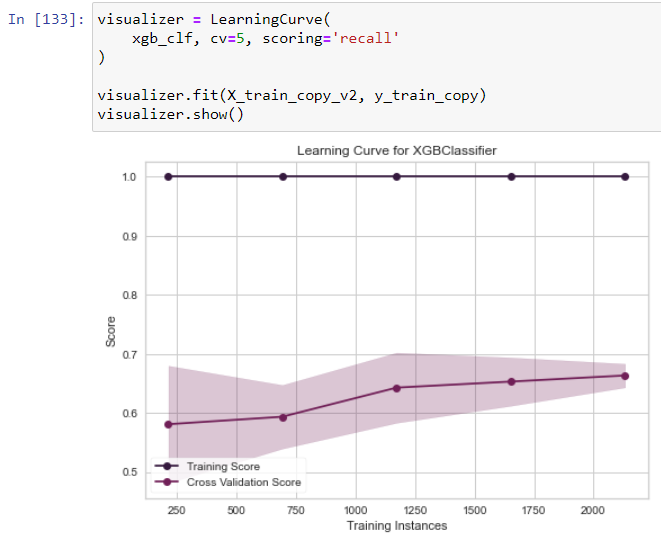 In [133]: visualizer = LearningCurve(
xgb_clf, cv=5, scoring='recall'
)
visualizer.fit(X_train_copy_v2, y_train_copy)
visualizer.show()
Learning Curve for XGBClassifier
1.0
0.9
0.8
0.7
0.6
0.5
Score
Training Score
Cross Validation Score
250 500 750 1000 1250 1500 1750 2000
Training Instances